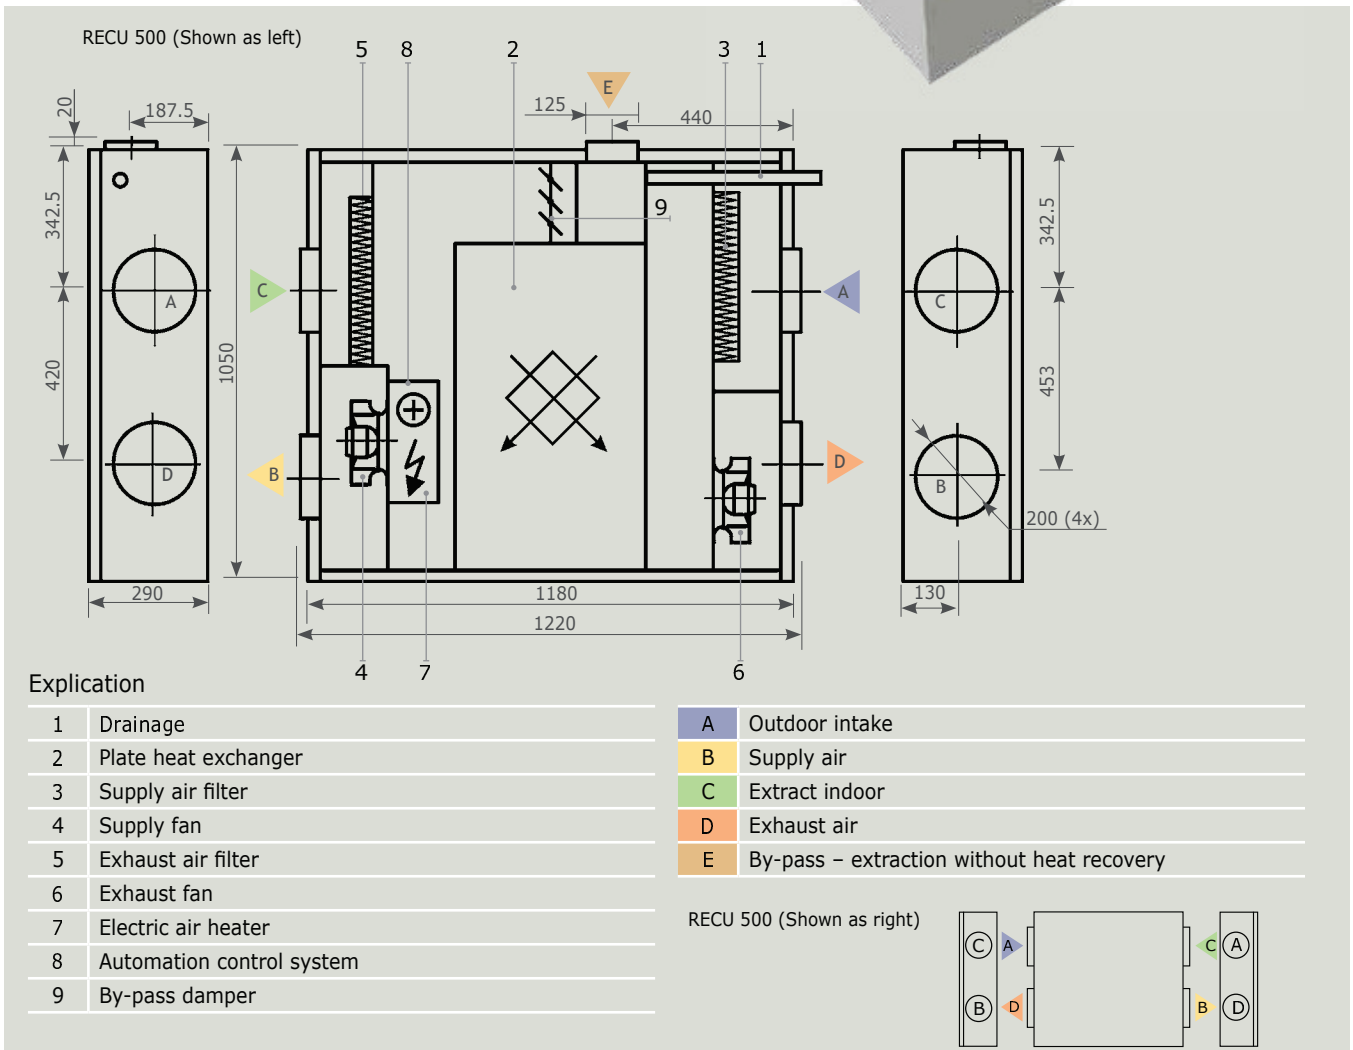 RECU 500 (Shown as left)
5 8 2 3 1
E
20
187.5
125
440
342.5
420
A
D
290
1050
9
C
B
A
D
1180
1220
4 7 6
342.5
453
C
B
200 (4x)
130
Explication
1 Drainage
2 Plate heat exchanger
3 Supply air filter
4 Supply fan
5 Exhaust air filter
6 Exhaust fan
7 Electric air heater
8 Automation control system
9 By-pass damper
A Outdoor intake
B Supply air
C Extract indoor
D Exhaust air
E By-pass – extraction without heat recovery
RECU 500 (Shown as right)
C A C A
B D B D